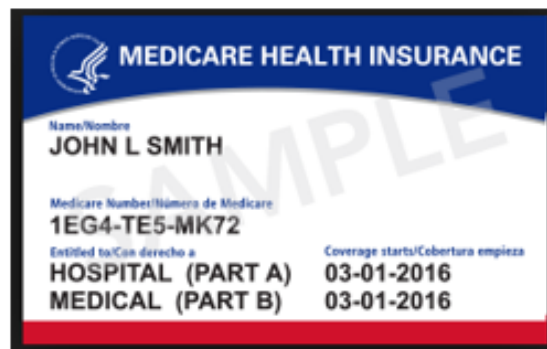 MEDICARE HEALTH INSURANCE
Name/Nombre
JOHN L SMITH
Medicare Number/Número de Medicare
1EG4-TE5-MK72
Entitled to/Con derecho a Coverage starts/Cobertura empieza
HOSPITAL (PART A) 03-01-2016
MEDICAL (PART B) 03-01-2016
SAMPLE